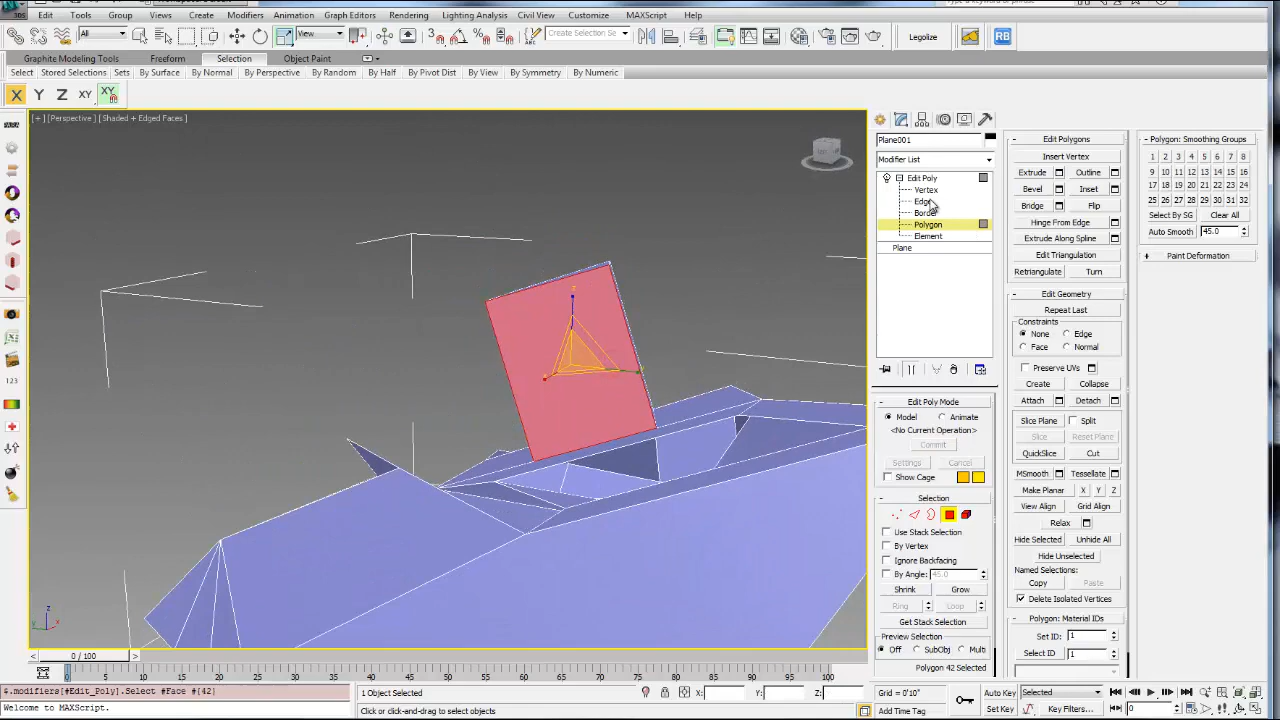 Edit Tools Group Views Create Modifiers Animation Graph Editors Rendering Lighting Analysis Civil View Customize MAXScript Help
All View Create Selection Se Legolize RB
Graphite Modeling Tools Freeform Selection Object Paint
Select Stored Selections Sets By Surface By Normal By Perspective By Random By Half By Pivot Dist By View By Symmetry By Numeric
X Y Z XY
[+] [Perspective] [Shaded + Edged Faces]
Plane001
Modifier List
Edit Poly
Vertex
Edge
Border
Polygon
Element
Plane
Edit Poly Mode
Model Animate
<No Current Operation>
Commit
Settings Cancel
Show Cage
Selection
Use Stack Selection
By Vertex
Ignore Backfacing
By Angle: 45.0
Shrink Grow
Ring Loop
Get Stack Selection
Preview Selection
Off SubObj Multi
Polygon 42 Selected
Edit Polygons
Insert Vertex
Extrude Outline
Bevel Inset
Bridge Flip
Hinge From Edge
Extrude Along Spline
Edit Triangulation
Retriangulate Turn
Edit Geometry
Repeat Last
Constraints
None Edge
Face Normal
Preserve UVs
Create Collapse
Attach Detach
Slice Plane Split
Slice Reset Plane
QuickSlice Cut
MSmooth Tessellate
Make Planar X Y Z
View Align Grid Align
Relax
Hide Selected Unhide All
Hide Unselected
Named Selections:
Copy Paste
Delete Isolated Vertices
Polygon: Material IDs
Set ID: 1
Select ID 1
Polygon: Smoothing Groups
1 2 3 4 5 6 7 8
9 10 11 12 13 14 15 16
17 18 19 20 21 22 23 24
25 26 27 28 29 30 31 32
Select By SG Clear All
Auto Smooth 45.0
Paint Deformation
0 / 100
0 5 10 15 20 25 30 35 40 45 50 55 60 65 70 75 80 85 90 95 100
$.modifiers[#Edit_Poly].Select #Face #{42}
Welcome to MAXScript.
1 Object Selected X: Y: Z: Grid = 0'10" Auto Key Selected
Click or click-and-drag to select objects Add Time Tag Set Key Key Filters... 0